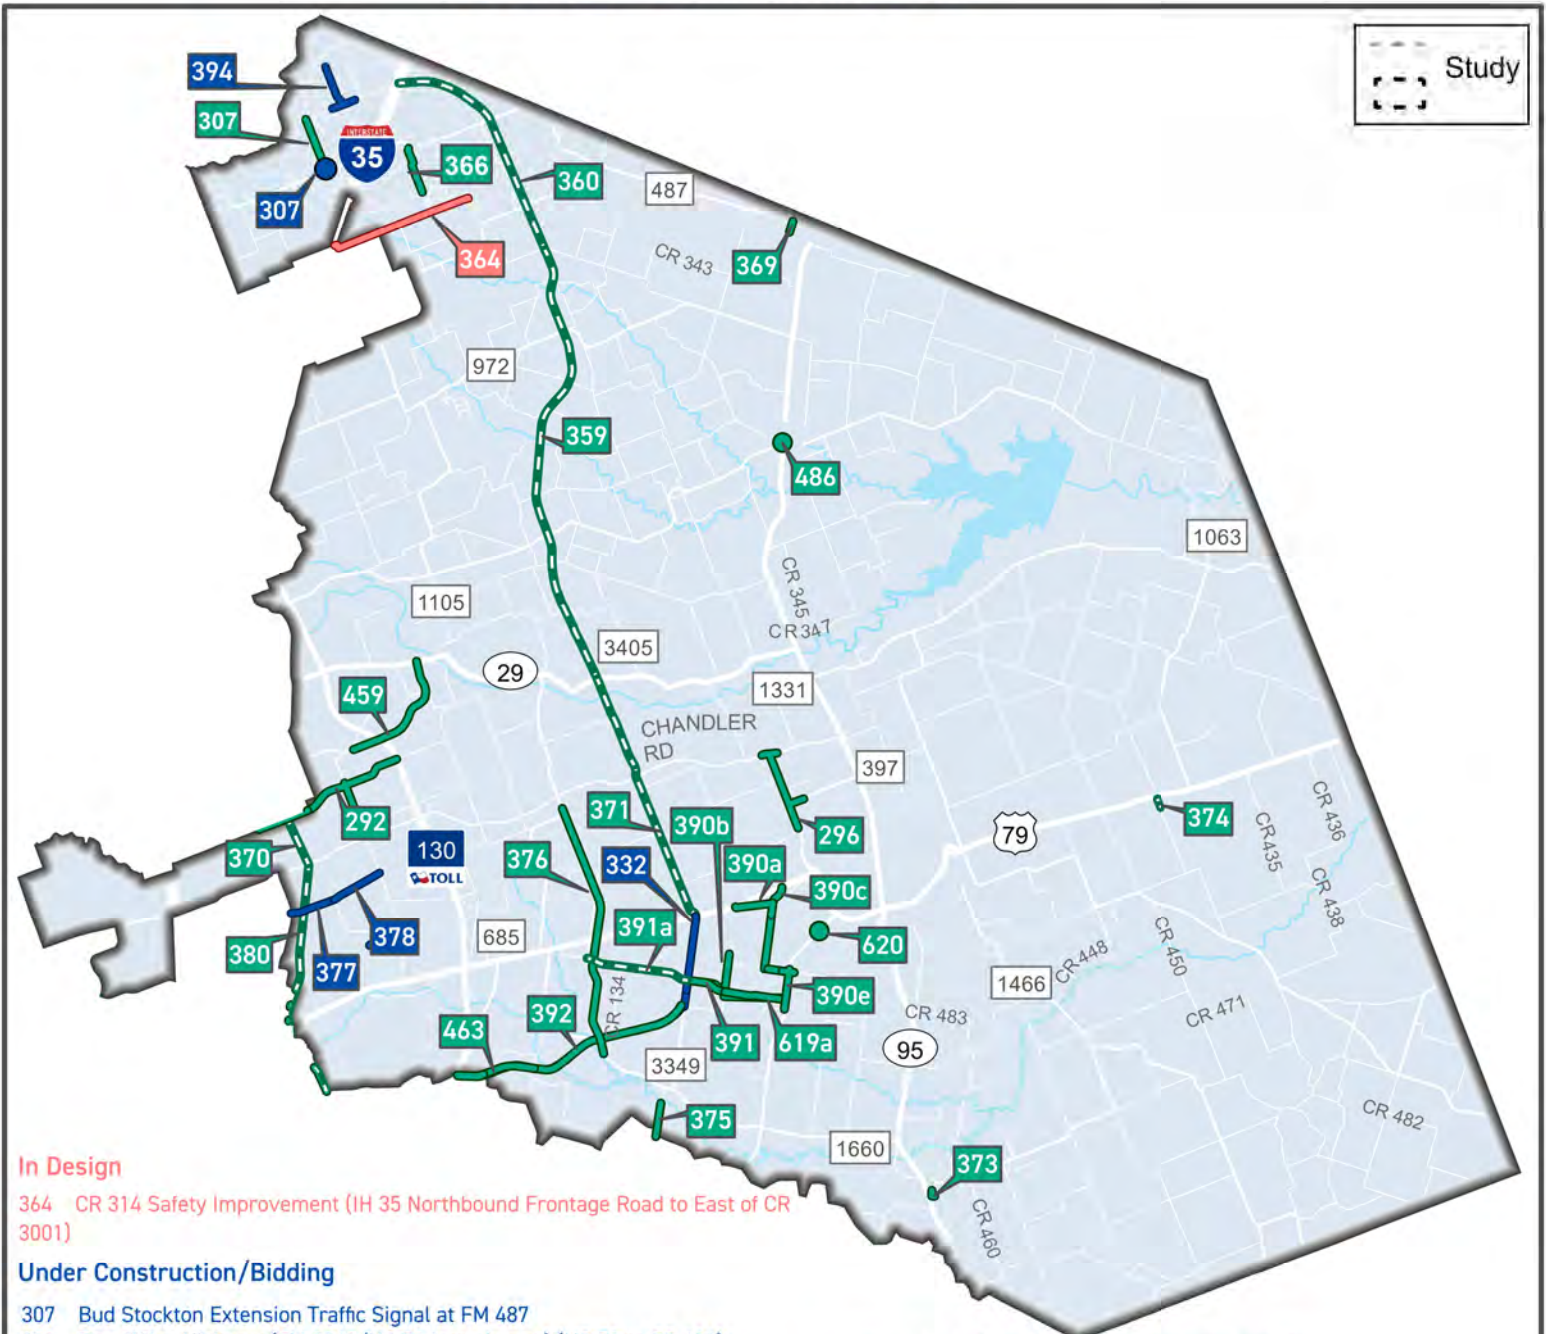 Study
394
307
INTERSTATE
35
307
366
360
487
364
CR 343
369
972
359
486
1063
1105
CR 345
CR 347
3405
29
1331
459
CHANDLER
RD
397
292
371
390b
296
79
374
CR 436
CR 435
370
130
TOLL
376
332
390a
390c
CR 438
378
685
391a
620
380
377
CR 448
CR 450
1466
390e
CR 471
CR 134
463
392
391
619a
CR 483
95
3349
375
CR 482
1660
373
CR 460
In Design
364 CR 314 Safety Improvement (IH 35 Northbound Frontage Road to East of CR
3001)
Under Construction/Bidding
307 Bud Stockton Extension Traffic Signal at FM 487